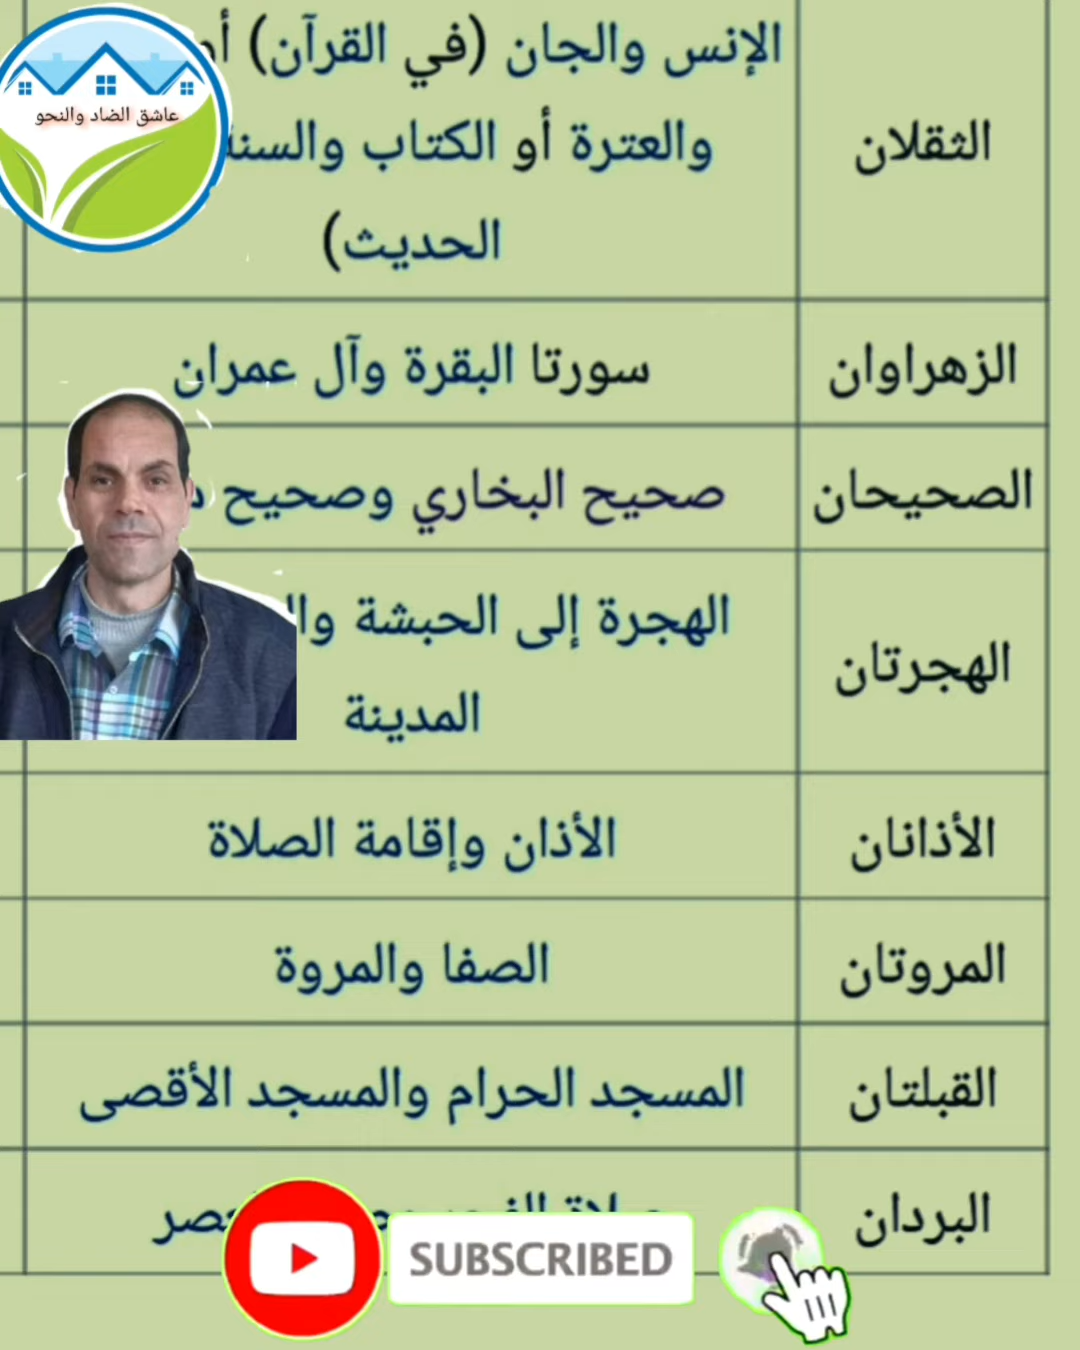 عاشق الضاد والنحو
الثقلان
الإنس والجان (في القرآن)
والعترة أو الكتاب والسنة
الحديث)
الزهراوان
سورتا البقرة وآل عمران
الصحيحان
صحيح البخاري وصحيح
الهجرتان
الهجرة إلى الحبشة
المدينة
الأذانان
الأذان وإقامة الصلاة
المروتان
الصفا والمروة
القبلتان
المسجد الحرام والمسجد الأقصى
البردان
SUBSCRIBED